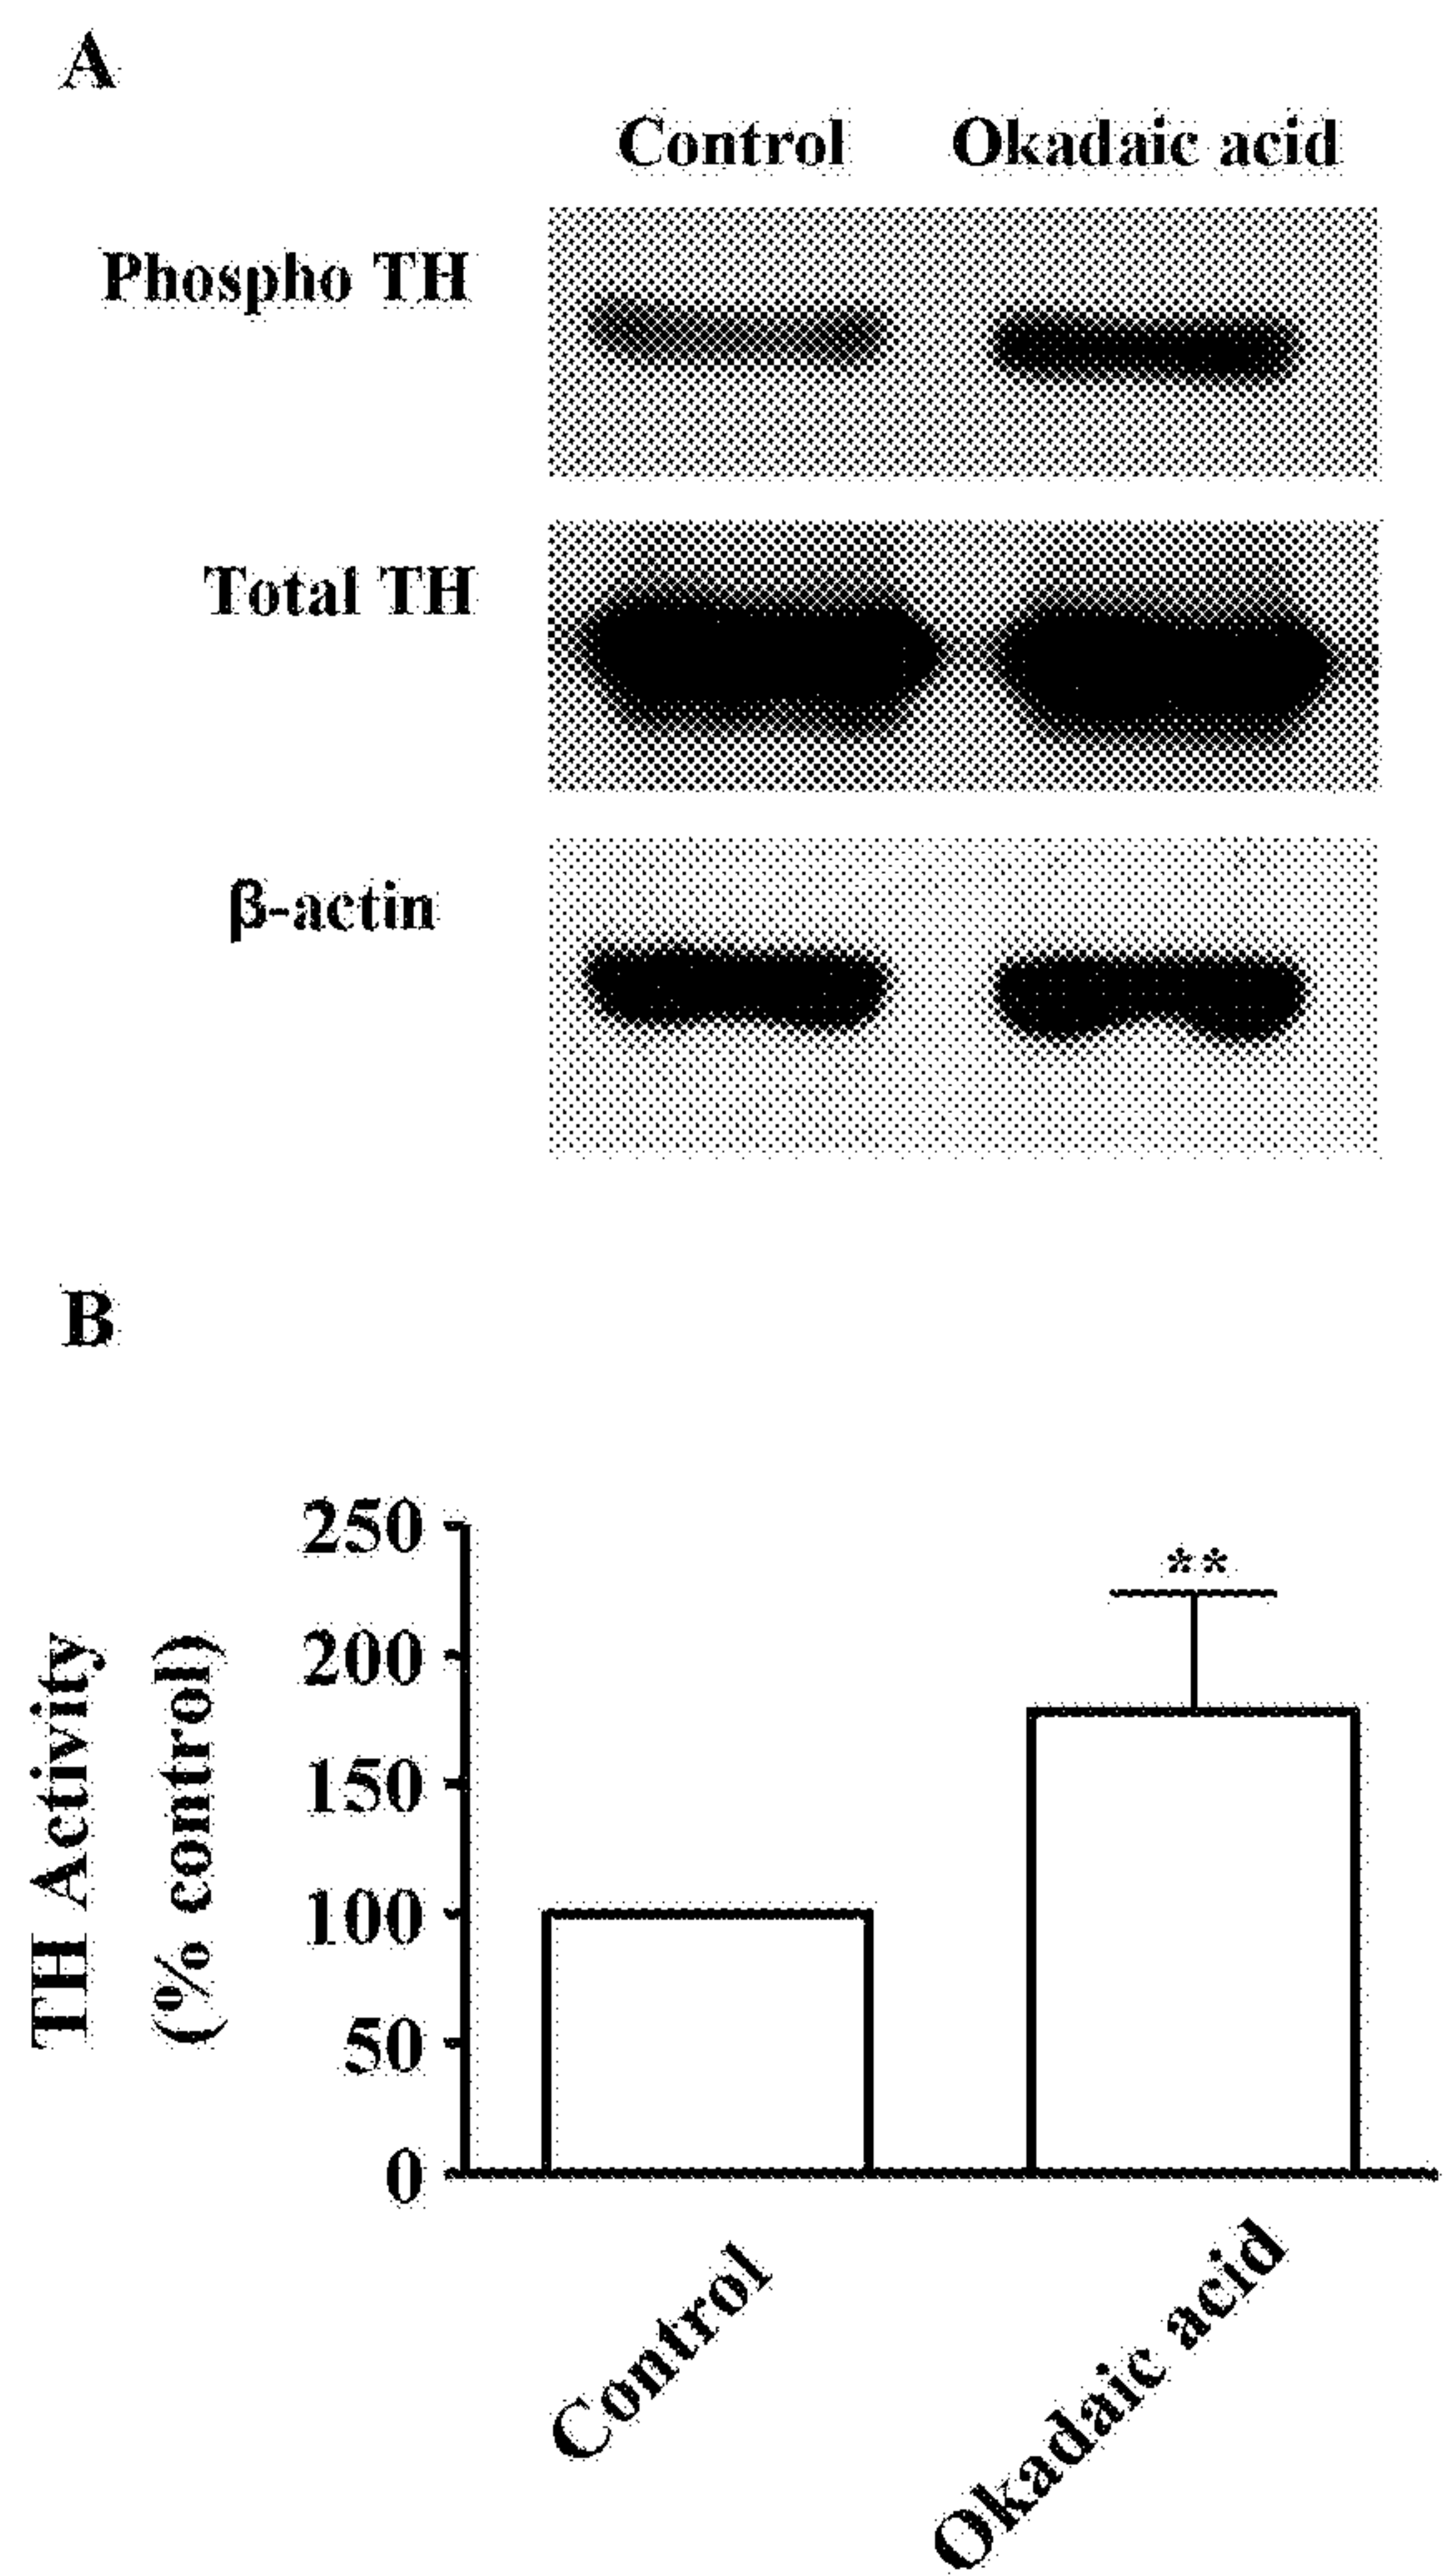 A
Control Okadaic acid
Phospho TH
Total TH
β-actin
B
TH Activity
(% control)
250
200
150
100
50
0
**
Control
Okadaic acid